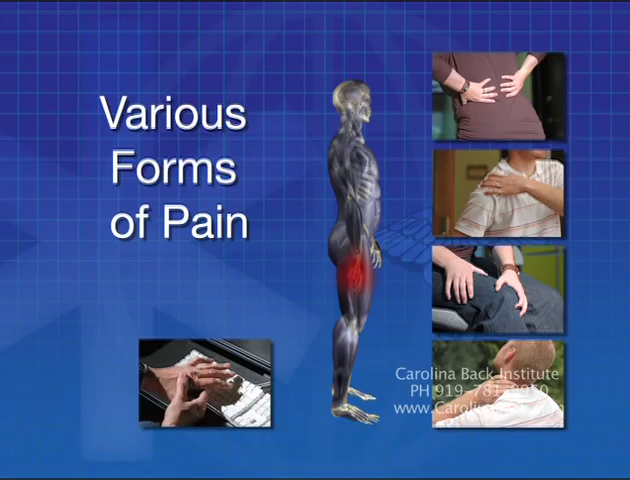 Various
Forms
of Pain
Carolina Back Institute
PH 919-781-